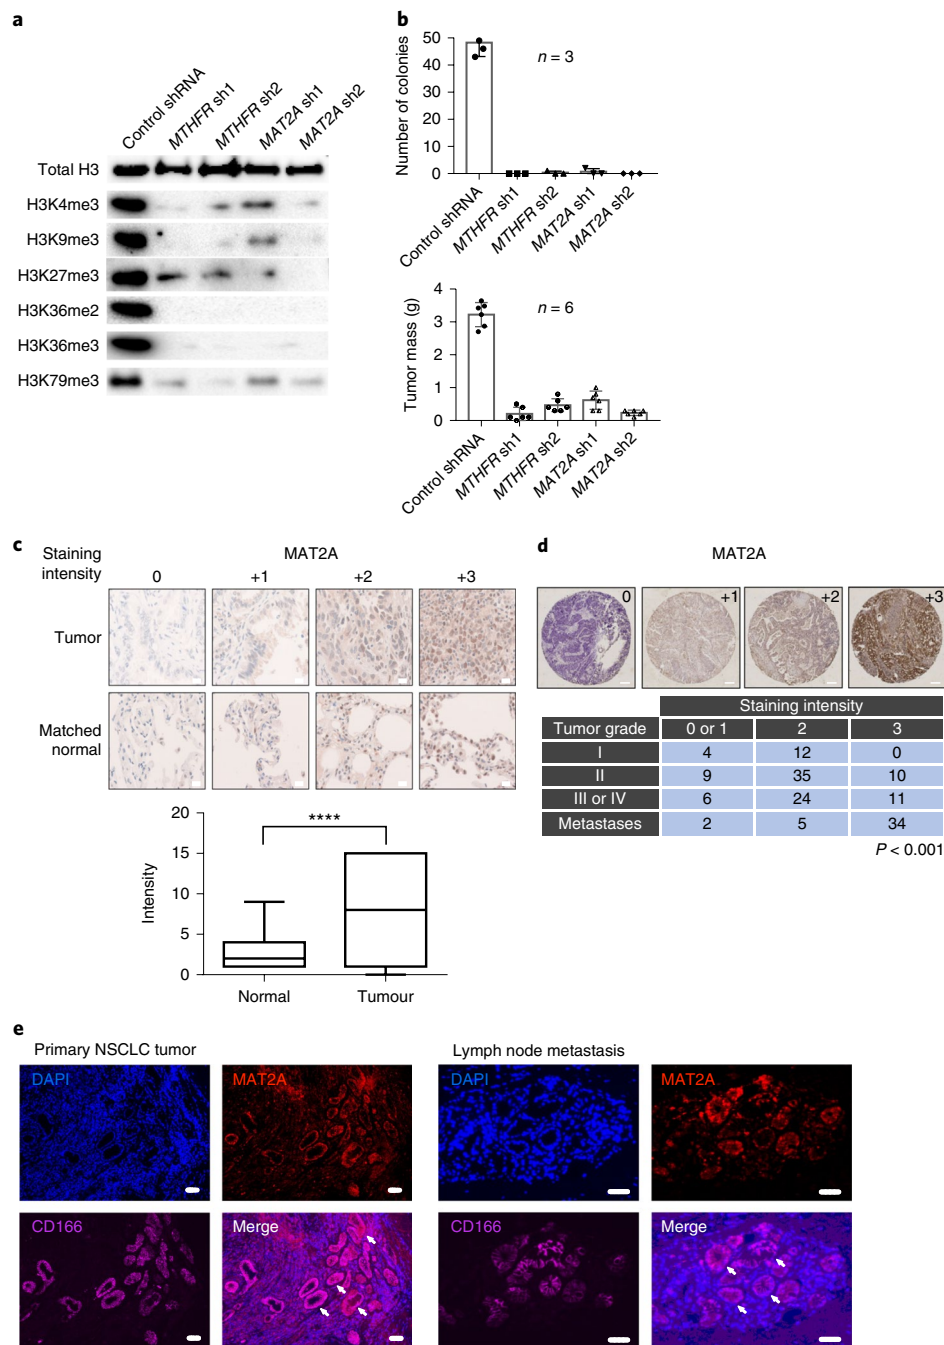 a
Control shRNA
MTHFR sh1
MTHFR sh2
MAT2A sh1
MAT2A sh2
Total H3
H3K4me3
H3K9me3
H3K27me3
H3K36me2
H3K36me3
H3K79me3
b
Number of colonies
50
40
30
20
10
0
n = 3
Control shRNA
MTHFR sh1
MTHFR sh2
MAT2A sh1
MAT2A sh2
Tumor mass (g)
4
3
2
1
0
n = 6
Control shRNA
MTHFR sh1
MTHFR sh2
MAT2A sh1
MAT2A sh2
c
Staining intensity
MAT2A
0 +1 +2 +3
Tumor
Matched normal
Intensity
20
15
10
5
0
****
Normal Tumour
d
MAT2A
0 +1 +2 +3
Staining intensity
Tumor grade 0 or 1 2 3
I 4 12 0
II 9 35 10
III or IV 6 24 11
Metastases 2 5 34
P < 0.001
e
Primary NSCLC tumor
DAPI MAT2A
CD166 Merge
Lymph node metastasis
DAPI MAT2A
CD166 Merge